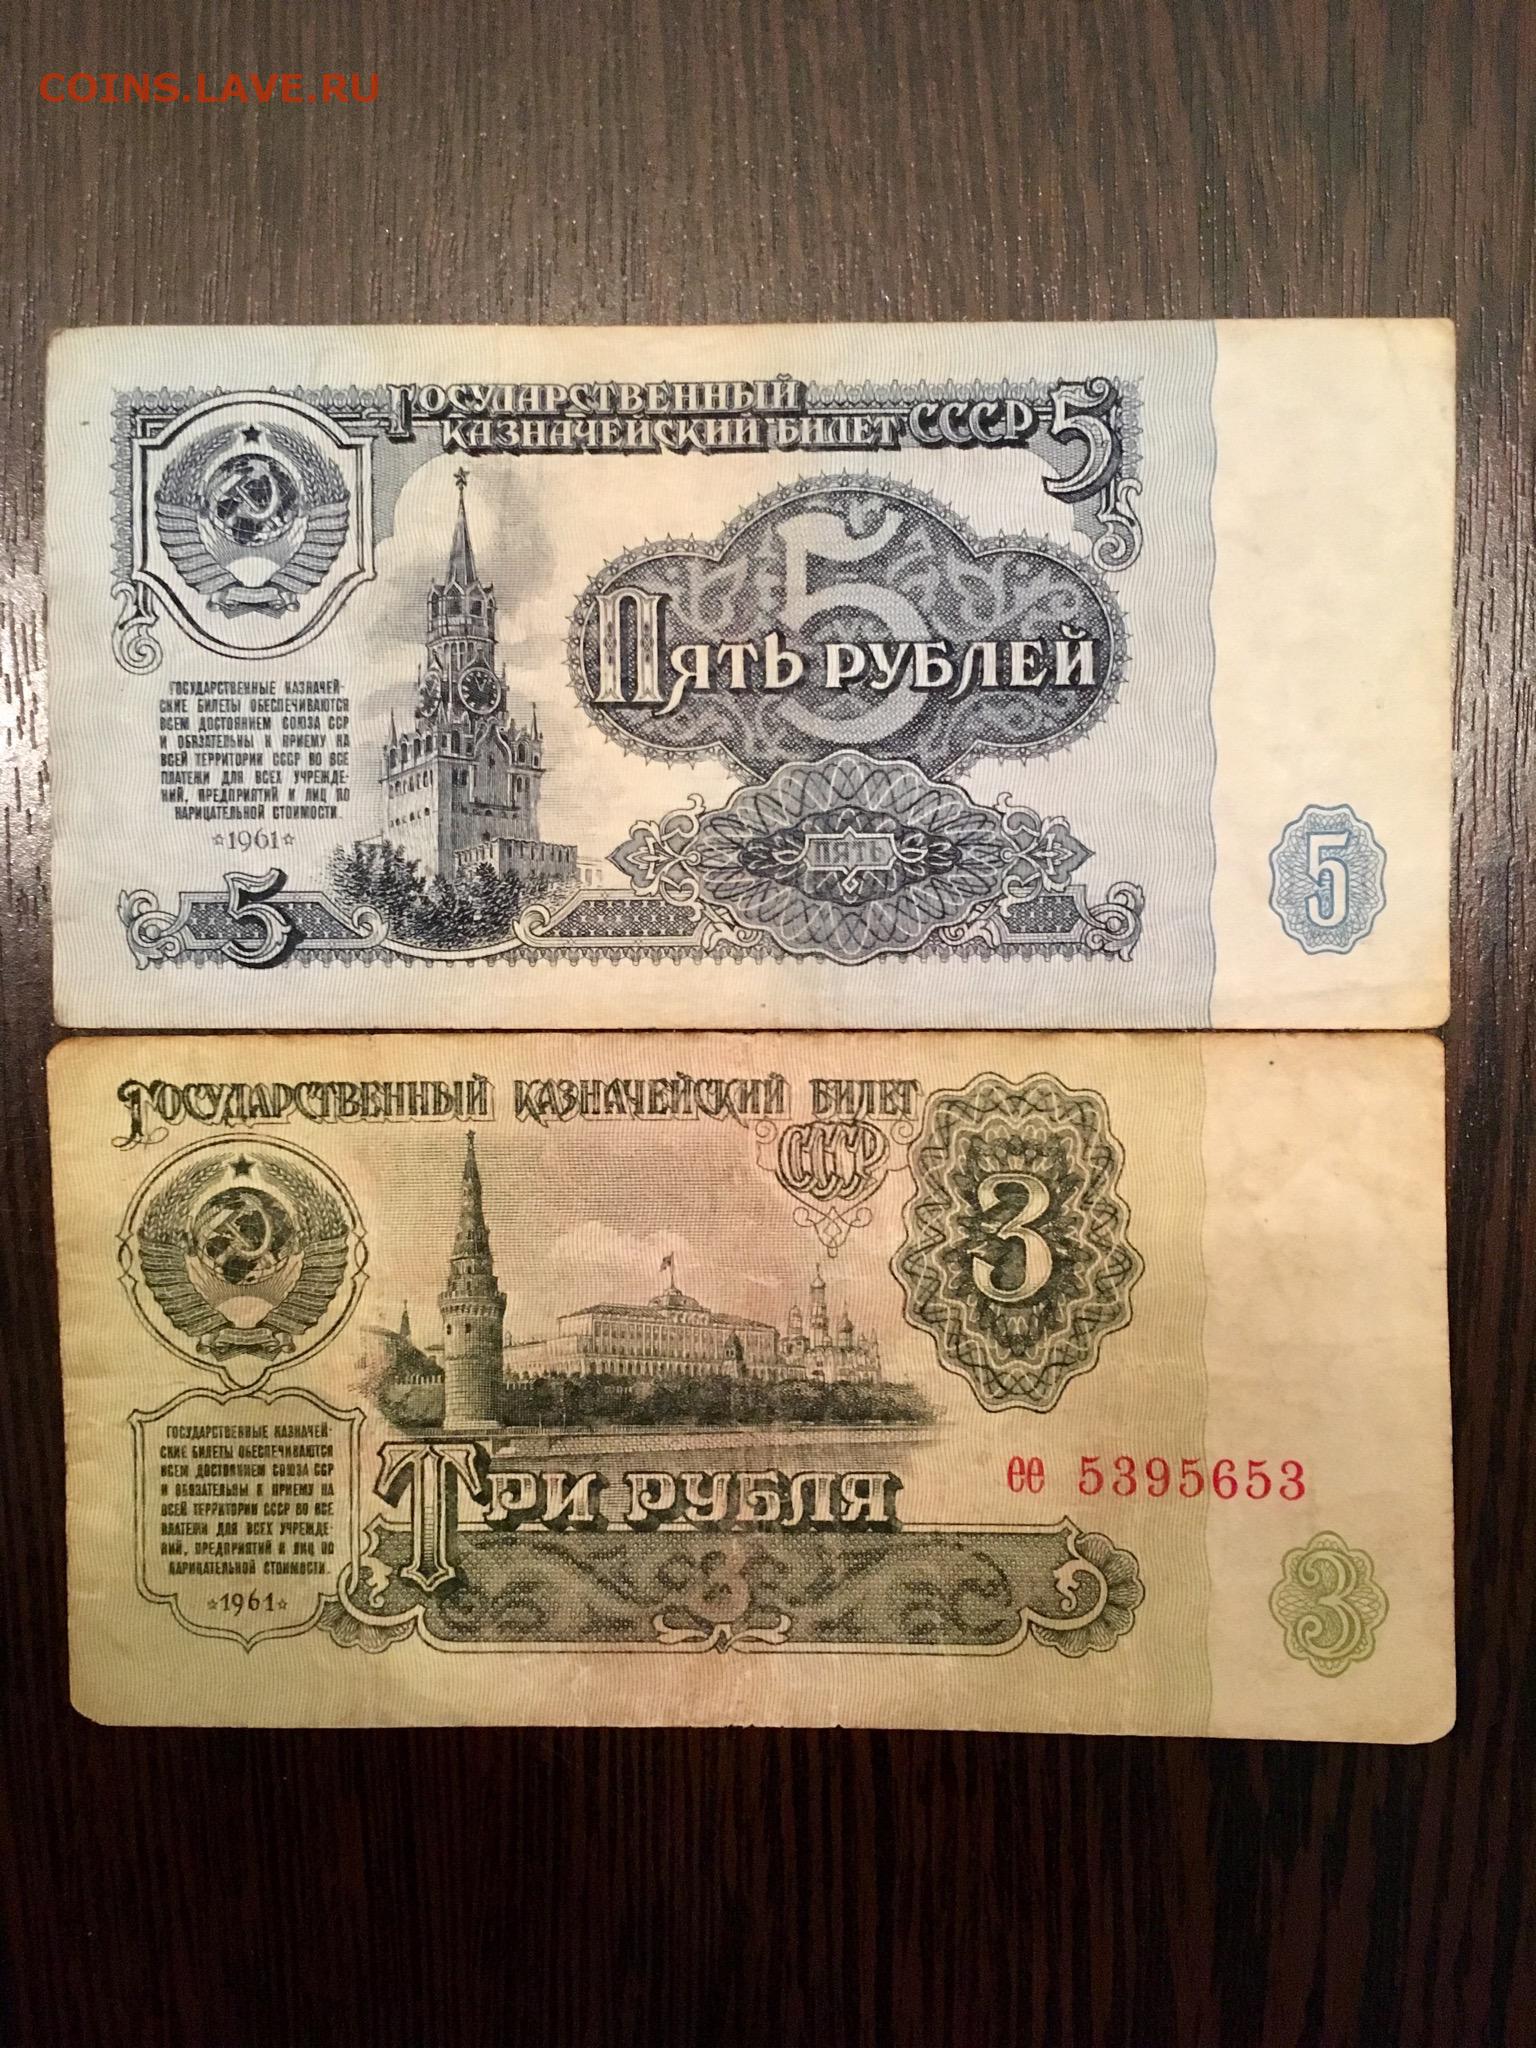 COINS.LAVE.RU
ГОСУДАРСТВЕННЫЙ
КАЗНАЧЕЙСКИЙ БИЛЕТ СССР 5
5
ПЯТЬ РУБЛЕЙ
ГОСУДАРСТВЕННЫЕ КАЗНАЧЕЙ-
СКИЕ БИЛЕТЫ ОБЕСПЕЧИВАЮТСЯ
ВСЕМ ДОСТОЯНИЕМ СОЮЗА ССР
И ОБЯЗАТЕЛЬНЫ К ПРИЕМУ НА
ВСЕЙ ТЕРРИТОРИИ СССР ВО ВСЕ
ПЛАТЕЖИ ДЛЯ ВСЕХ УЧРЕЖДЕ-
НИЙ, ПРЕДПРИЯТИЙ И ЛИЦ ПО
НАРИЦАТЕЛЬНОЙ СТОИМОСТИ.
☆1961☆
ПЯТЬ
5
5
ГОСУДАРСТВЕННЫЙ КАЗНАЧЕЙСКИЙ БИЛЕТ
СССР
3
ГОСУДАРСТВЕННЫЕ КАЗНАЧЕЙ-
СКИЕ БИЛЕТЫ ОБЕСПЕЧИВАЮТСЯ
ВСЕМ ДОСТОЯНИЕМ СОЮЗА ССР
И ОБЯЗАТЕЛЬНЫ К ПРИЕМУ НА
ВСЕЙ ТЕРРИТОРИИ СССР ВО ВСЕ
ПЛАТЕЖИ ДЛЯ ВСЕХ УЧРЕЖДЕ-
НИЙ, ПРЕДПРИЯТИЙ И ЛИЦ ПО
НАРИЦАТЕЛЬНОЙ СТОИМОСТИ.
☆1961☆
ТРИ РУБЛЯ
ее 5395653
3
3